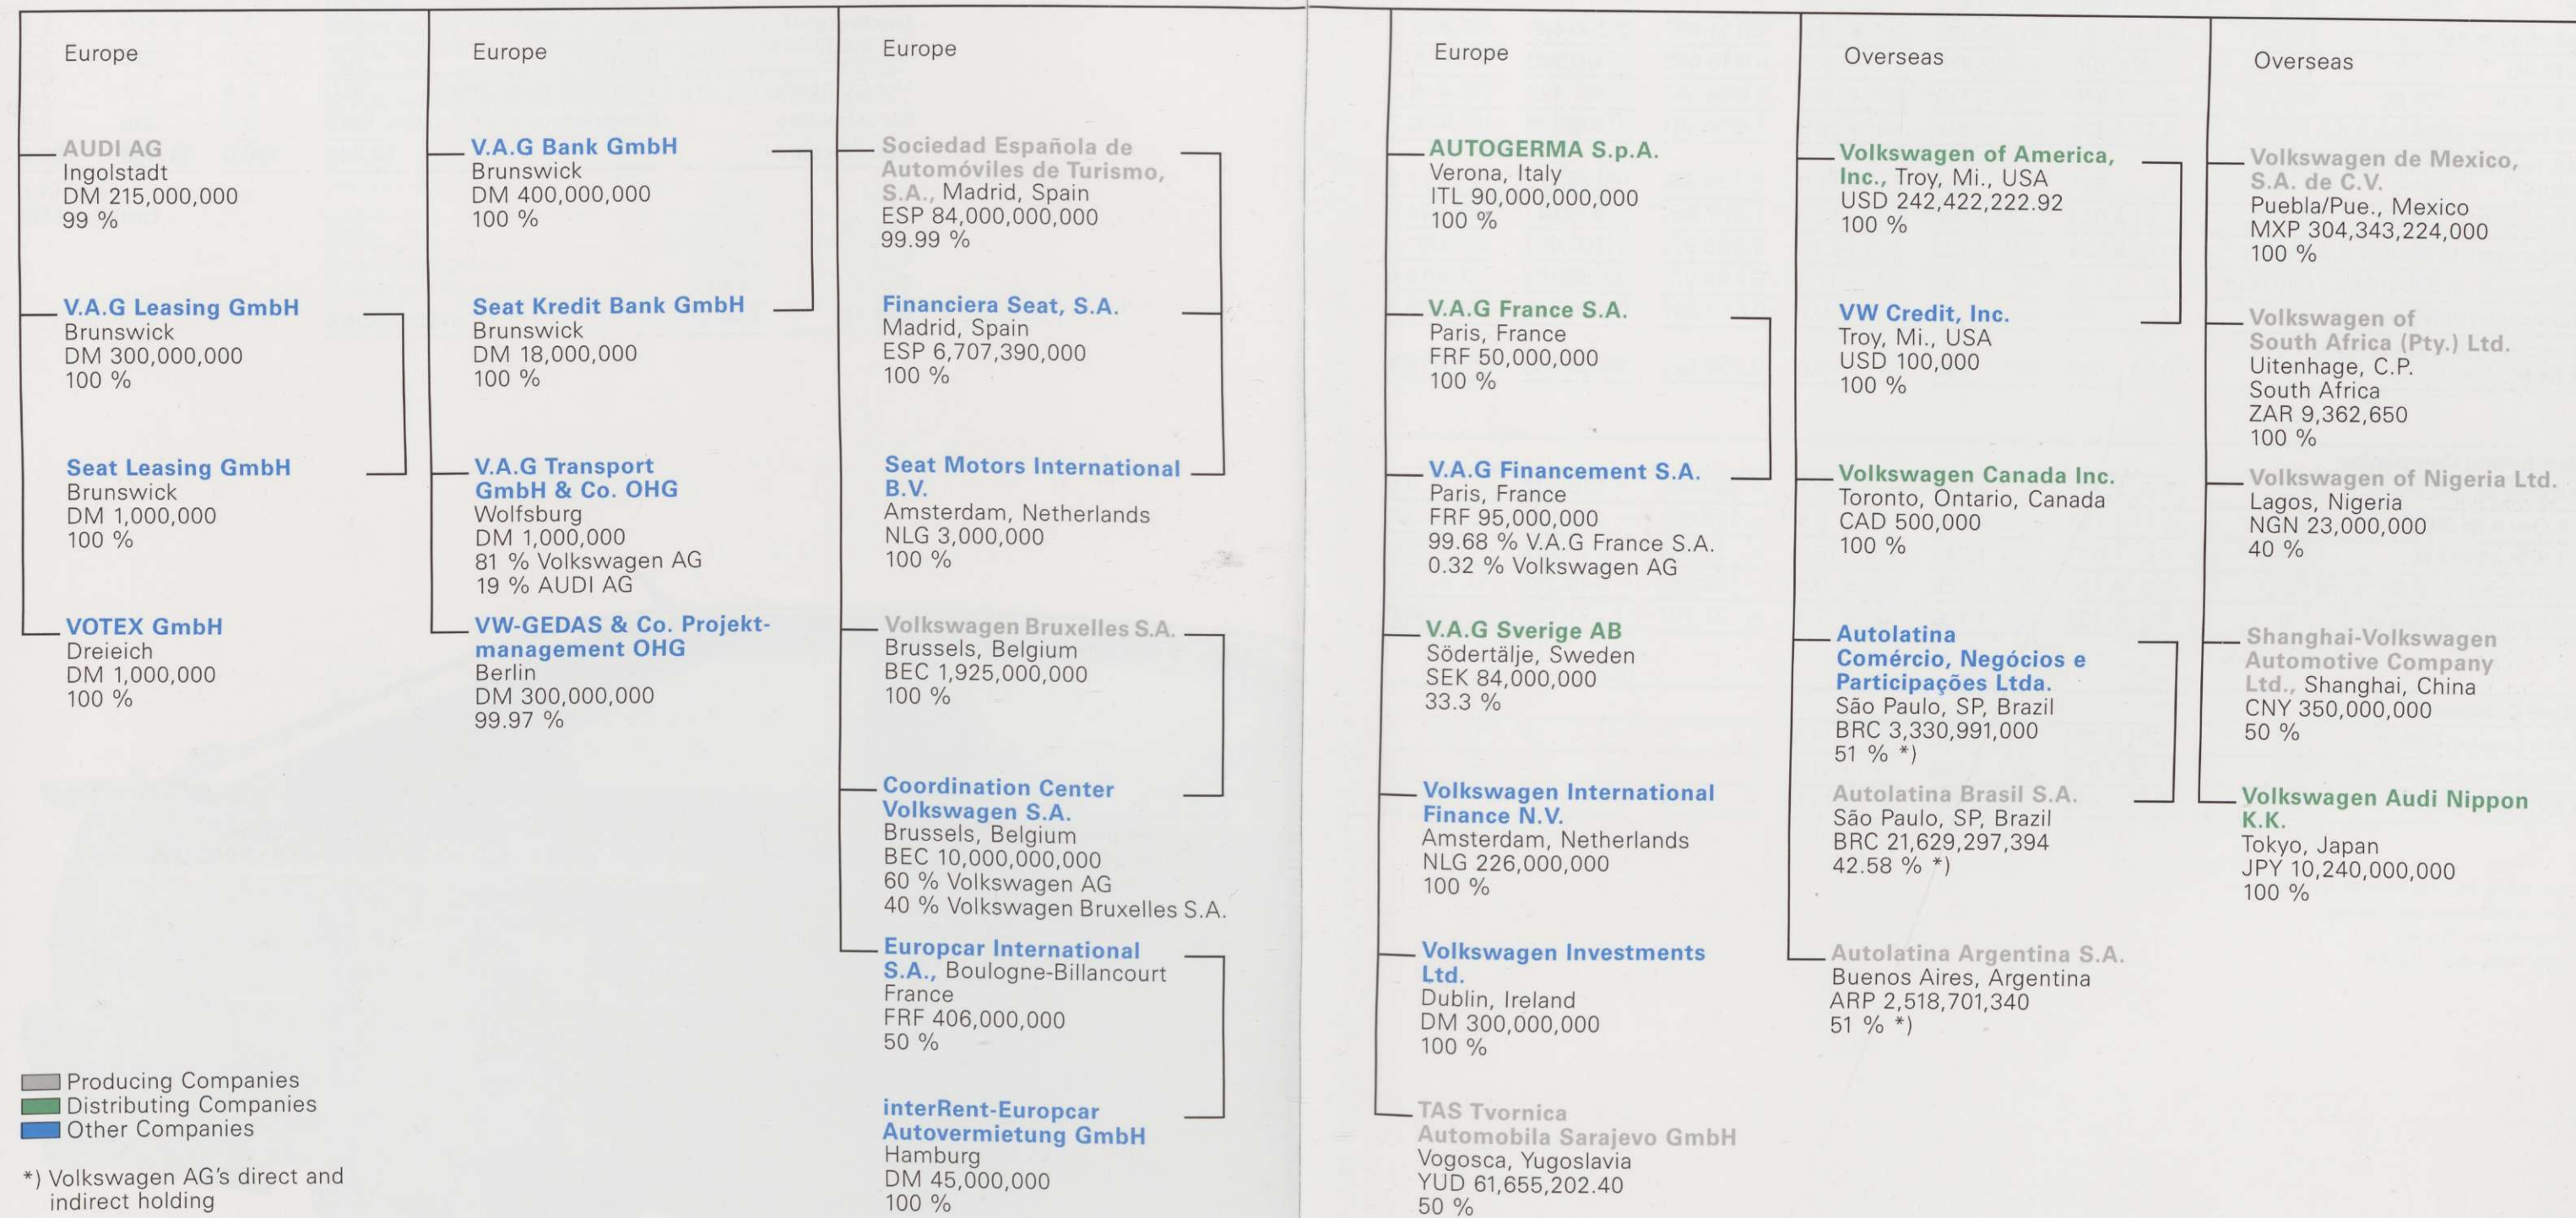 Europe
AUDI AG
Ingolstadt
DM 215,000,000
99 %
V.A.G Leasing GmbH
Brunswick
DM 300,000,000
100 %
Seat Leasing GmbH
Brunswick
DM 1,000,000
100 %
VOTEX GmbH
Dreieich
DM 1,000,000
100 %
Europe
V.A.G Bank GmbH
Brunswick
DM 400,000,000
100 %
Seat Kredit Bank GmbH
Brunswick
DM 18,000,000
100 %
V.A.G Transport
GmbH & Co. OHG
Wolfsburg
DM 1,000,000
81 % Volkswagen AG
19 % AUDI AG
VW-GEDAS & Co. Projekt-
management OHG
Berlin
DM 300,000,000
99.97 %
Europe
Sociedad Española de
Automóviles de Turismo,
S.A., Madrid, Spain
ESP 84,000,000,000
99.99 %
Financiera Seat, S.A.
Madrid, Spain
ESP 6,707,390,000
100 %
Seat Motors International
B.V.
Amsterdam, Netherlands
NLG 3,000,000
100 %
Volkswagen Bruxelles S.A.
Brussels, Belgium
BEC 1,925,000,000
100 %
Coordination Center
Volkswagen S.A.
Brussels, Belgium
BEC 10,000,000,000
60 % Volkswagen AG
40 % Volkswagen Bruxelles S.A.
Europcar International
S.A., Boulogne-Billancourt
France
FRF 406,000,000
50 %
interRent-Europcar
Autovermietung GmbH
Hamburg
DM 45,000,000
100 %
Europe
AUTOGERMA S.p.A.
Verona, Italy
ITL 90,000,000,000
100 %
V.A.G France S.A.
Paris, France
FRF 50,000,000
100 %
V.A.G Financement S.A.
Paris, France
FRF 95,000,000
99.68 % V.A.G France S.A.
0.32 % Volkswagen AG
V.A.G Sverige AB
Södertälje, Sweden
SEK 84,000,000
33.3 %
Volkswagen International
Finance N.V.
Amsterdam, Netherlands
NLG 226,000,000
100 %
Volkswagen Investments
Ltd.
Dublin, Ireland
DM 300,000,000
100 %
TAS Tvornica
Automobila Sarajevo GmbH
Vogosca, Yugoslavia
YUD 61,655,202.40
50 %
Overseas
Volkswagen of America,
Inc., Troy, Mi., USA
USD 242,422,222.92
100 %
VW Credit, Inc.
Troy, Mi., USA
USD 100,000
100 %
Volkswagen Canada Inc.
Toronto, Ontario, Canada
CAD 500,000
100 %
Autolatina
Comércio, Negócios e
Participações Ltda.
São Paulo, SP, Brazil
BRC 3,330,991,000
51 % *)
Autolatina Brasil S.A.
São Paulo, SP, Brazil
BRC 21,629,297,394
42.58 % *)
Autolatina Argentina S.A.
Buenos Aires, Argentina
ARP 2,518,701,340
51 % *)
Overseas
Volkswagen de Mexico,
S.A. de C.V.
Puebla/Pue., Mexico
MXP 304,343,224,000
100 %
Volkswagen of
South Africa (Pty.) Ltd.
Uitenhage, C.P.
South Africa
ZAR 9,362,650
100 %
Volkswagen of Nigeria Ltd.
Lagos, Nigeria
NGN 23,000,000
40 %
Shanghai-Volkswagen
Automotive Company
Ltd., Shanghai, China
CNY 350,000,000
50 %
Volkswagen Audi Nippon
K.K.
Tokyo, Japan
JPY 10,240,000,000
100 %
Producing Companies
Distributing Companies
Other Companies
*) Volkswagen AG's direct and
indirect holding